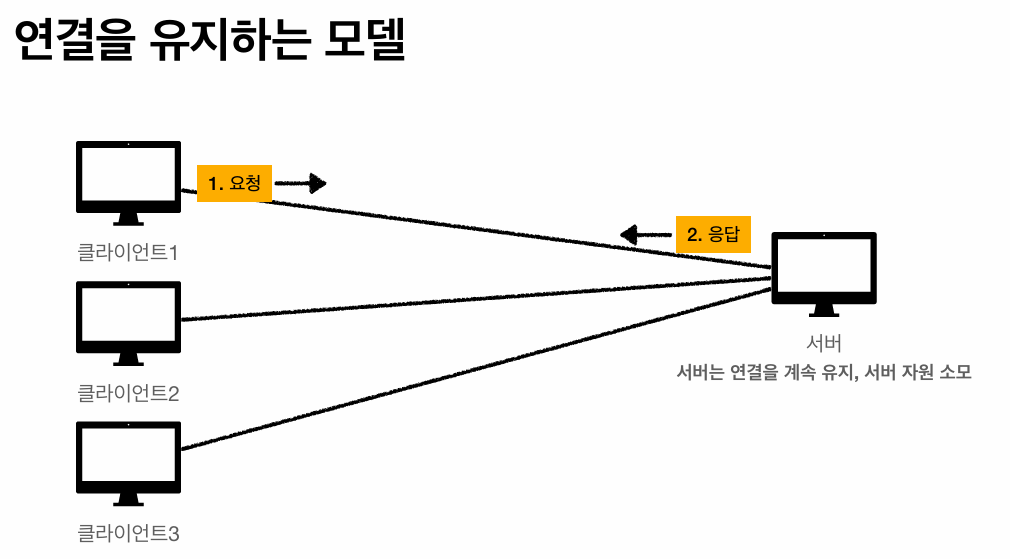 연결을 유지하는 모델
1. 요청
2. 응답
클라이언트1
클라이언트2
서버
서버는 연결을 계속 유지, 서버 자원 소모
클라이언트3